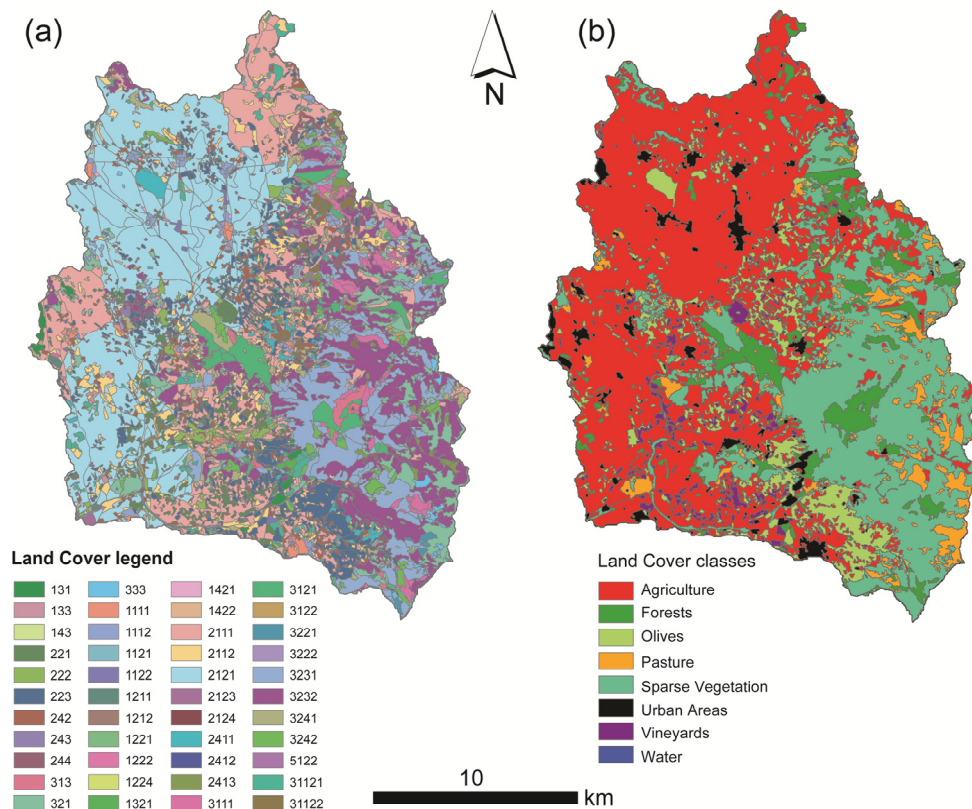 (a)
N
(b)
Land Cover legend
131 333 1421 3121
133 1111 1422 3122
143 1112 2111 3221
221 1121 2112 3222
222 1122 2121 3231
223 1211 2123 3232
242 1212 2124 3241
243 1221 2411 3242
244 1222 2412 5122
313 1224 2413 31121
321 1321 3111 31122
10
km
Land Cover classes
Agriculture
Forests
Olives
Pasture
Sparse Vegetation
Urban Areas
Vineyards
Water